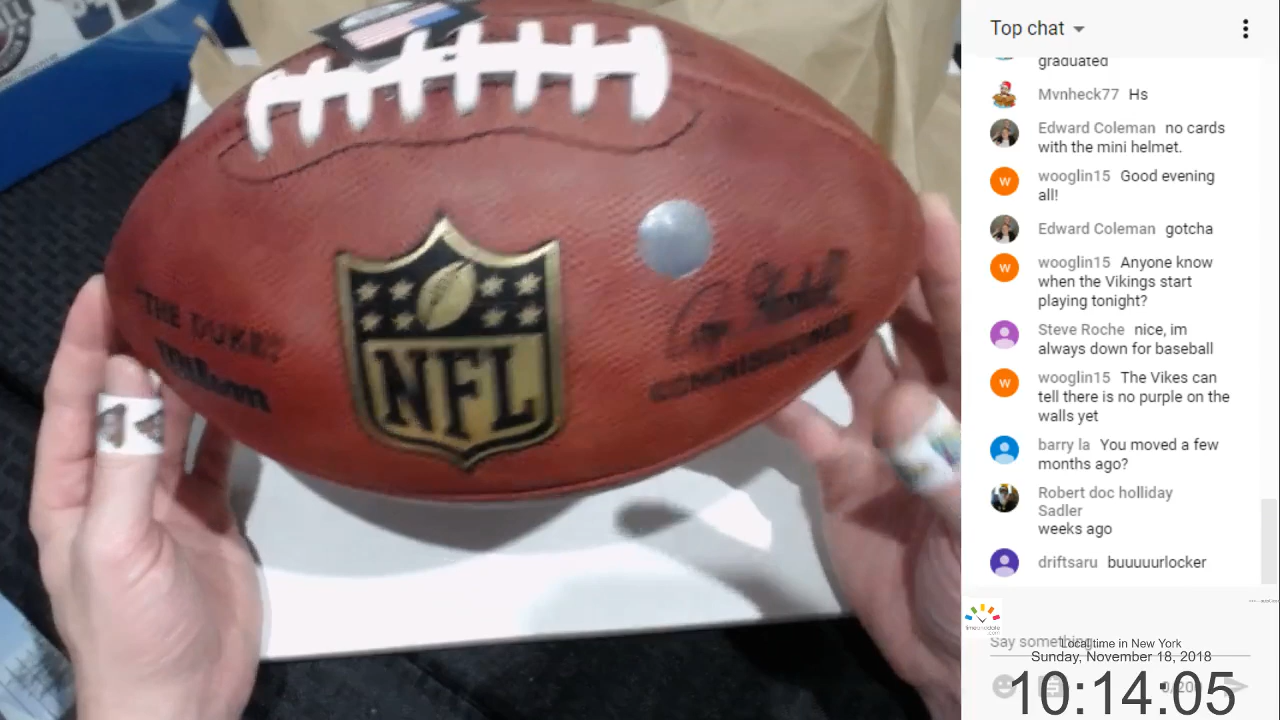 "THE DUKE"
Wilson
NFL
COMMISSIONER
Top chat
graduated
Mvnheck77 Hs
Edward Coleman no cards
with the mini helmet.
wooglin15 Good evening
all!
Edward Coleman gotcha
wooglin15 Anyone know
when the Vikings start
playing tonight?
Steve Roche nice, im
always down for baseball
wooglin15 The Vikes can
tell there is no purple on the
walls yet
barry la You moved a few
months ago?
Robert doc holliday
Sadler
weeks ago
driftsaru buuuuurlocker
Say something...
Local time in New York
Sunday, November 18, 2018
0/200
10:14:05